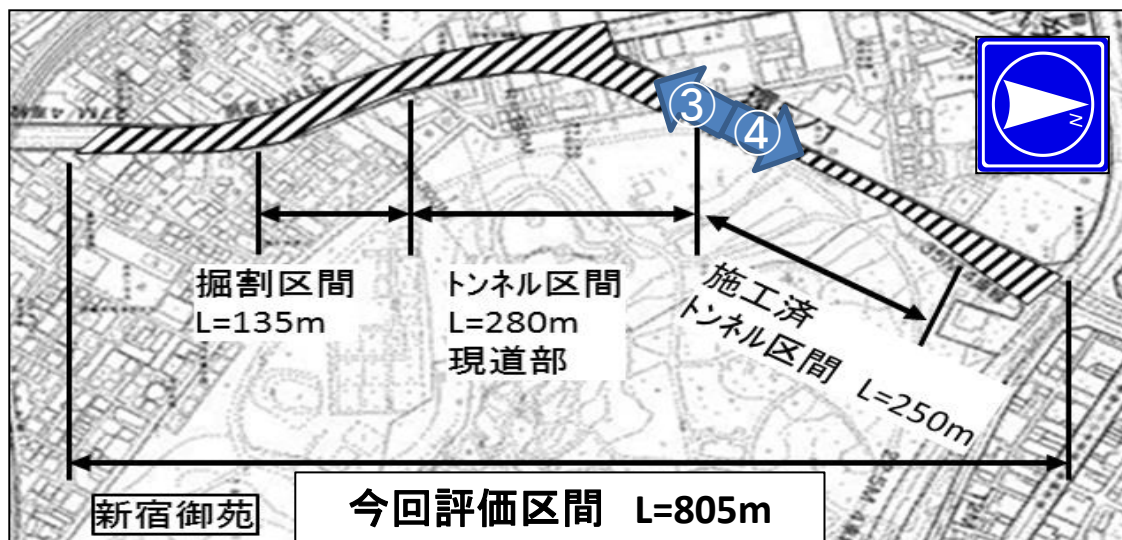 ③
④
N
掘割区間
L=135m
トンネル区間
L=280m
現道部
施工済
トンネル区間 L=250m
新宿御苑
今回評価区間 L=805m